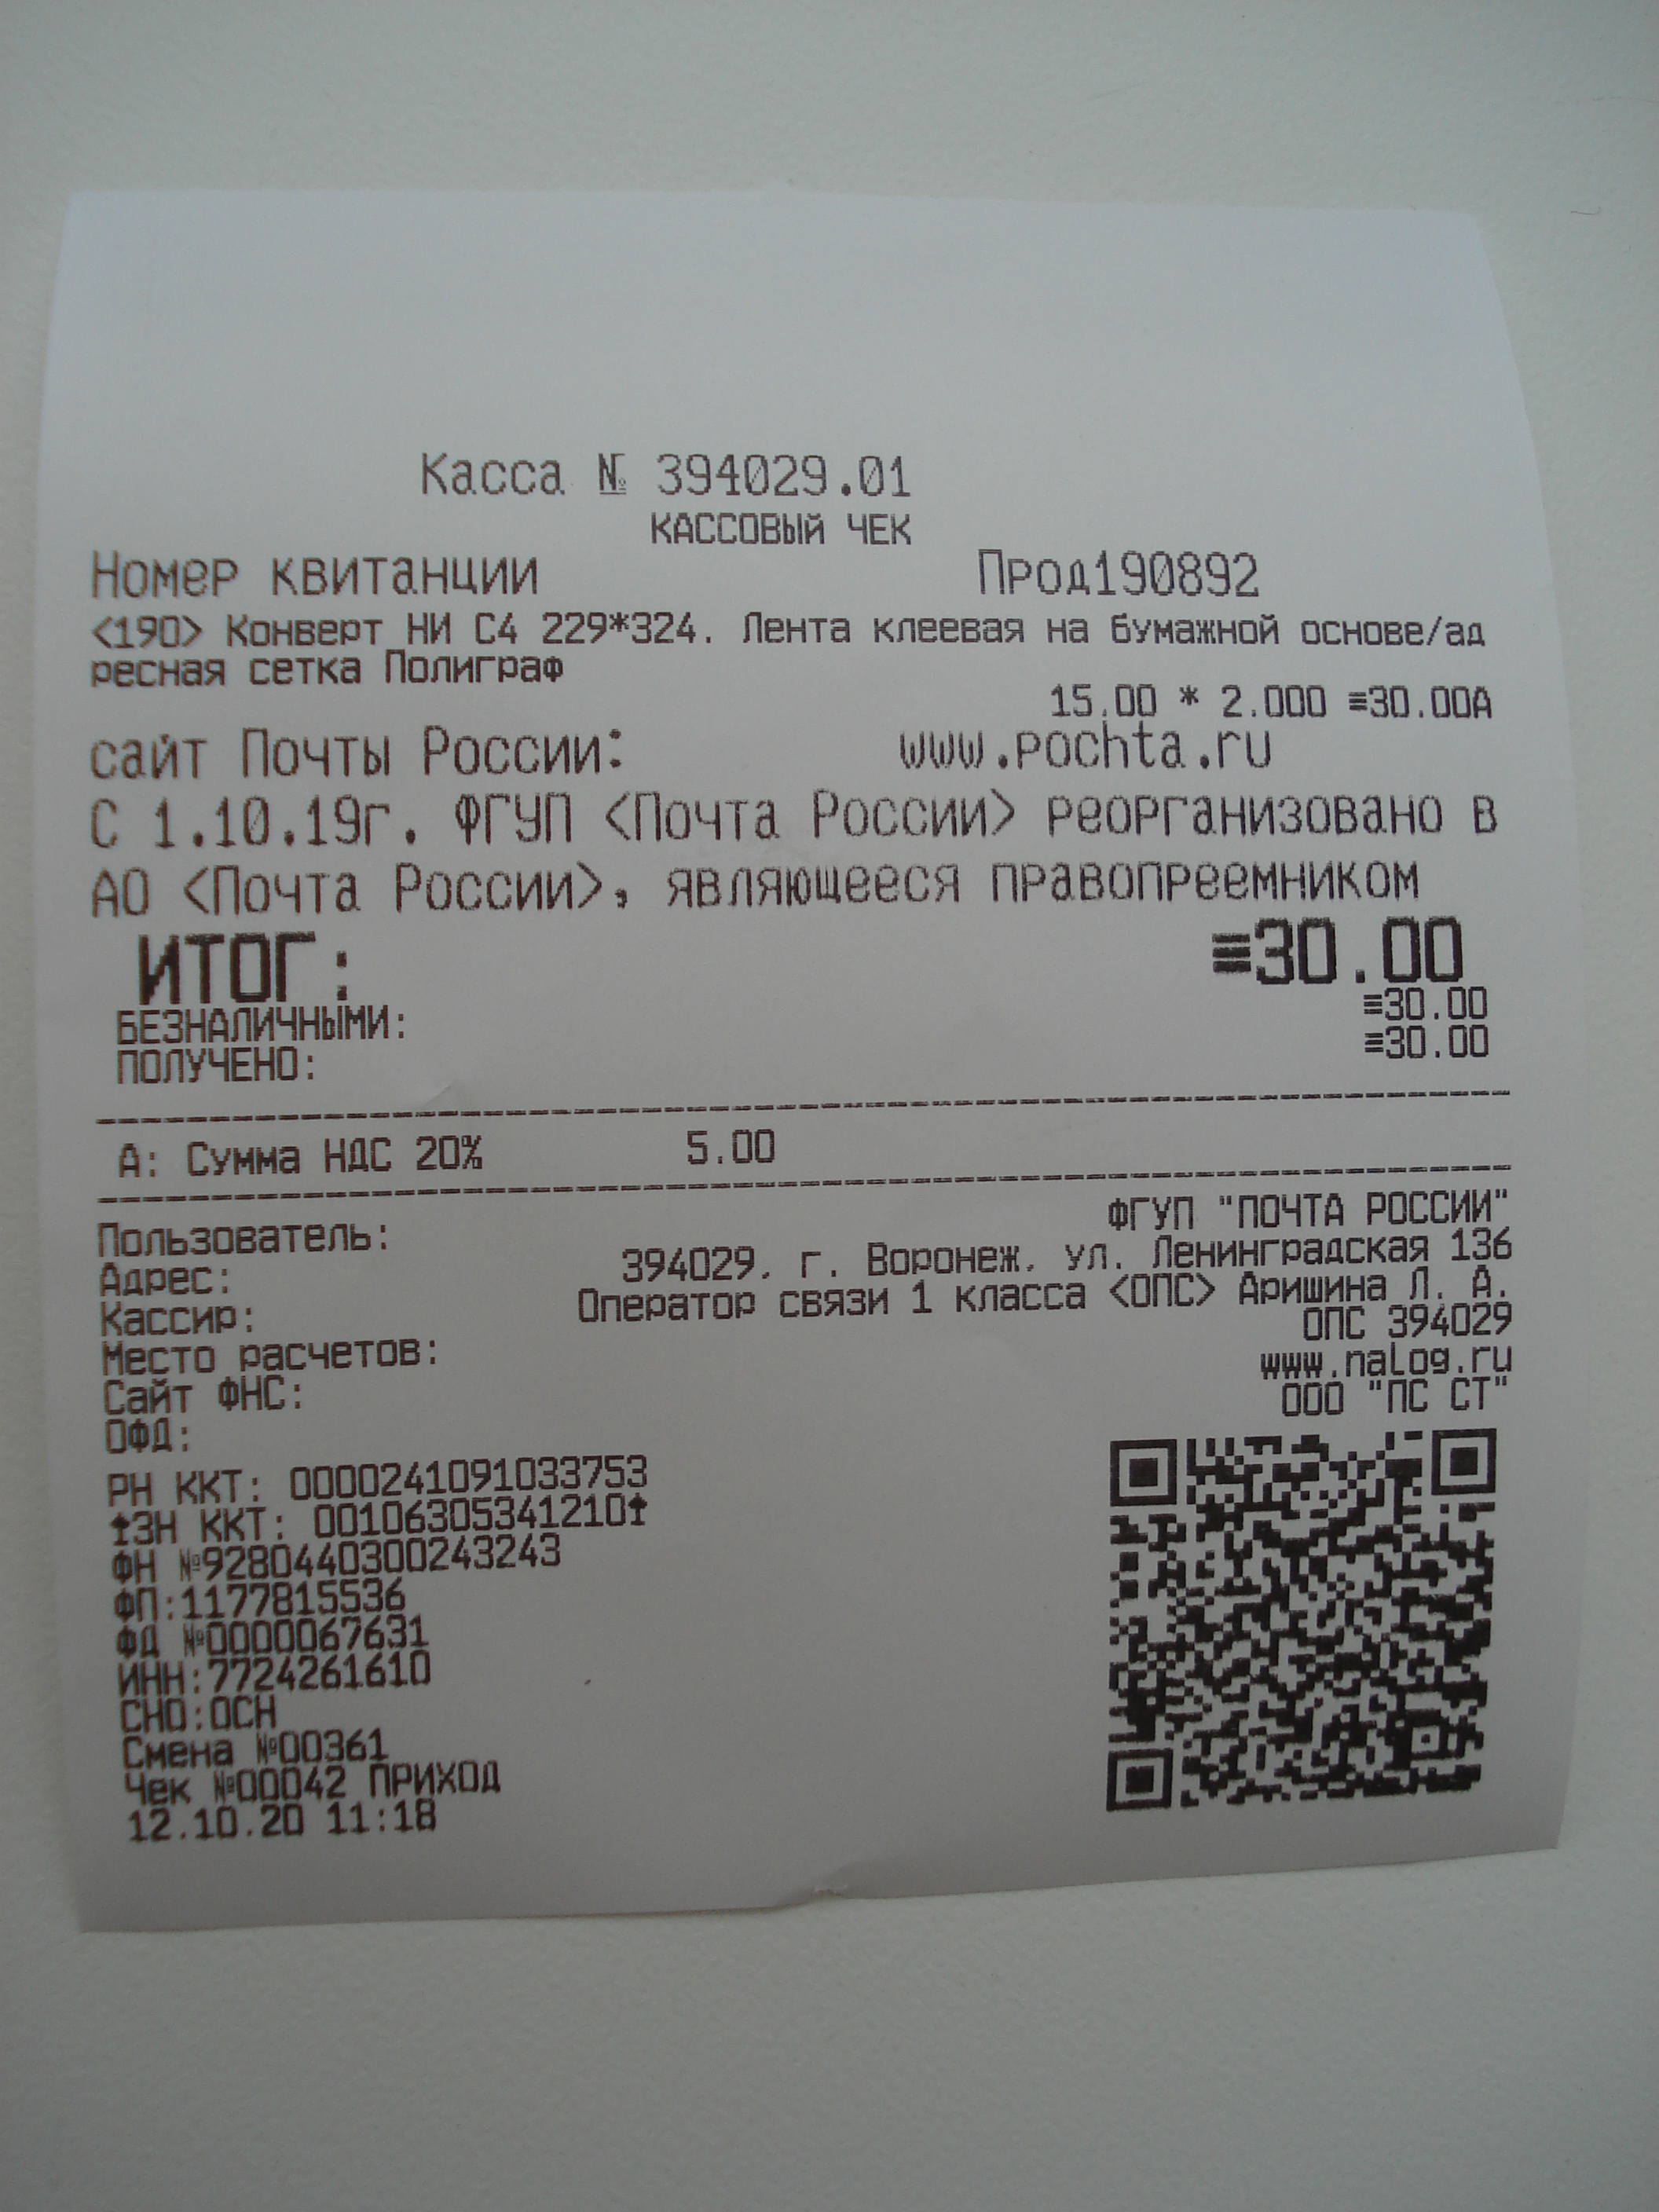 Касса № 394029.01
КАССОВЫЙ ЧЕК
Номер квитанции Прод190892
<190> Конверт НИ С4 229*324. Лента клеевая на бумажной основе/ад
ресная сетка Полиграф
15.00 * 2.000 ≡30.00А
сайт Почты России: www.pochta.ru
С 1.10.19г. ФГУП <Почта России> реорганизовано в
АО <Почта России>, являющееся правопреемником
ИТОГ: ≡30.00
БЕЗНАЛИЧНЫМИ: ≡30.00
ПОЛУЧЕНО: ≡30.00
А: Сумма НДС 20% 5.00
Пользователь: ФГУП "ПОЧТА РОССИИ"
Адрес: 394029, г. Воронеж, ул. Ленинградская 136
Кассир: Оператор связи 1 класса <ОПС> Аришина Л. А.
Место расчетов: ОПС 394029
Сайт ФНС: www.nalog.ru
ОФД: ООО "ПС СТ"
РН ККТ: 0000241091033753
ЗН ККТ: 00106305341210
ФН №9280440300243243
ФП:1177815536
ФД №0000067631
ИНН:7724261610
СНО:ОСН
Смена №00361
Чек №00042 ПРИХОД
12.10.20 11:18